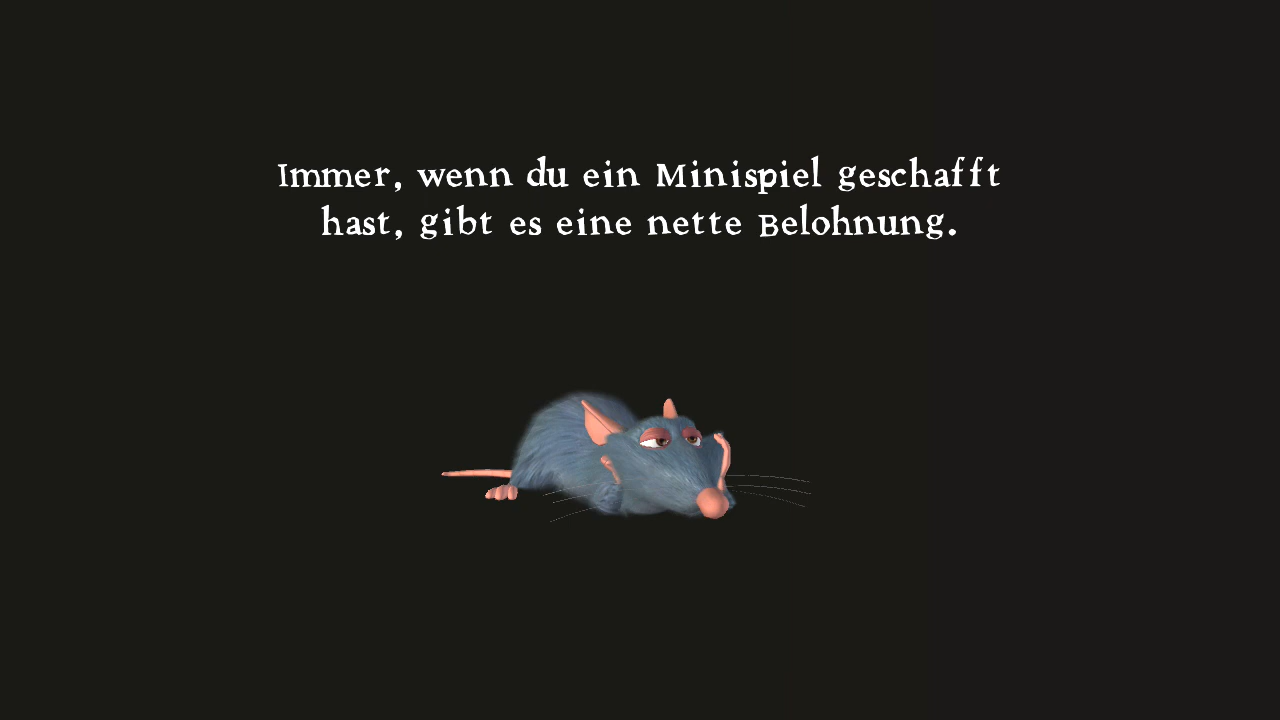 Immer, wenn du ein Minispiel geschafft
hast, gibt es eine nette Belohnung.